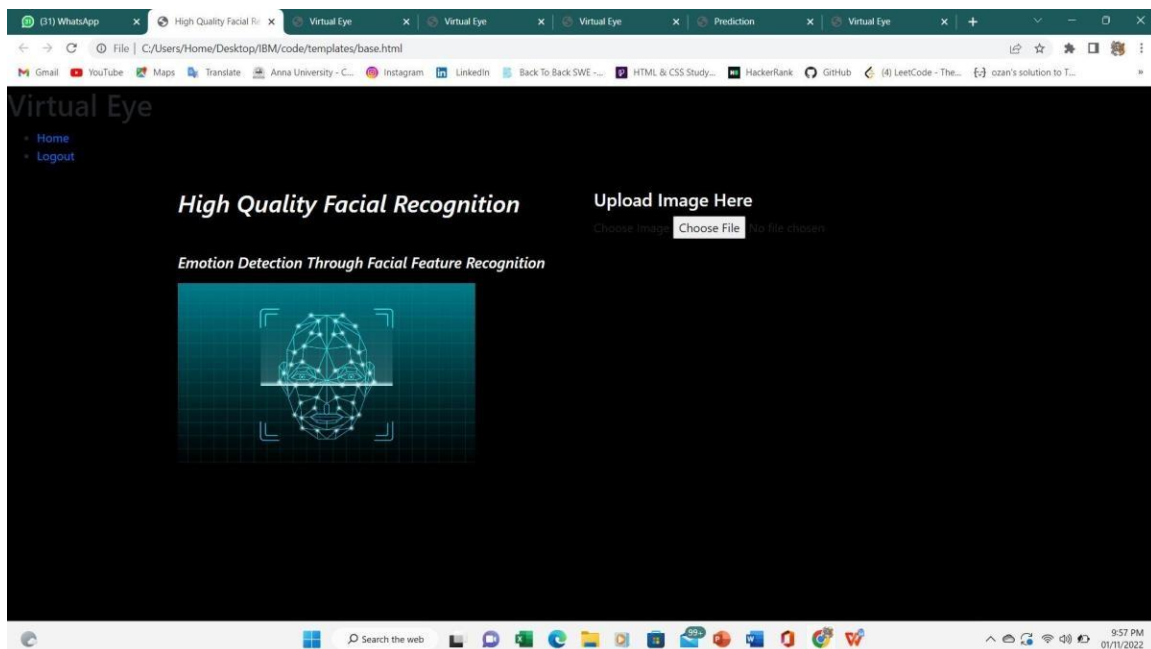 (31) WhatsApp
High Quality Facial Re
Virtual Eye
Virtual Eye
Virtual Eye
Prediction
Virtual Eye
File | C:/Users/Home/Desktop/IBM/code/templates/base.html
Gmail
YouTube
Maps
Translate
Anna University - C...
Instagram
LinkedIn
Back To Back SWE -...
HTML & CSS Study...
HackerRank
GitHub
(4) LeetCode - The...
ozan's solution to T...
Virtual Eye
Home
Logout
High Quality Facial Recognition
Emotion Detection Through Facial Feature Recognition
Upload Image Here
Choose Image Choose File No file chosen
Search the web
99+
9:57 PM
01/11/2022